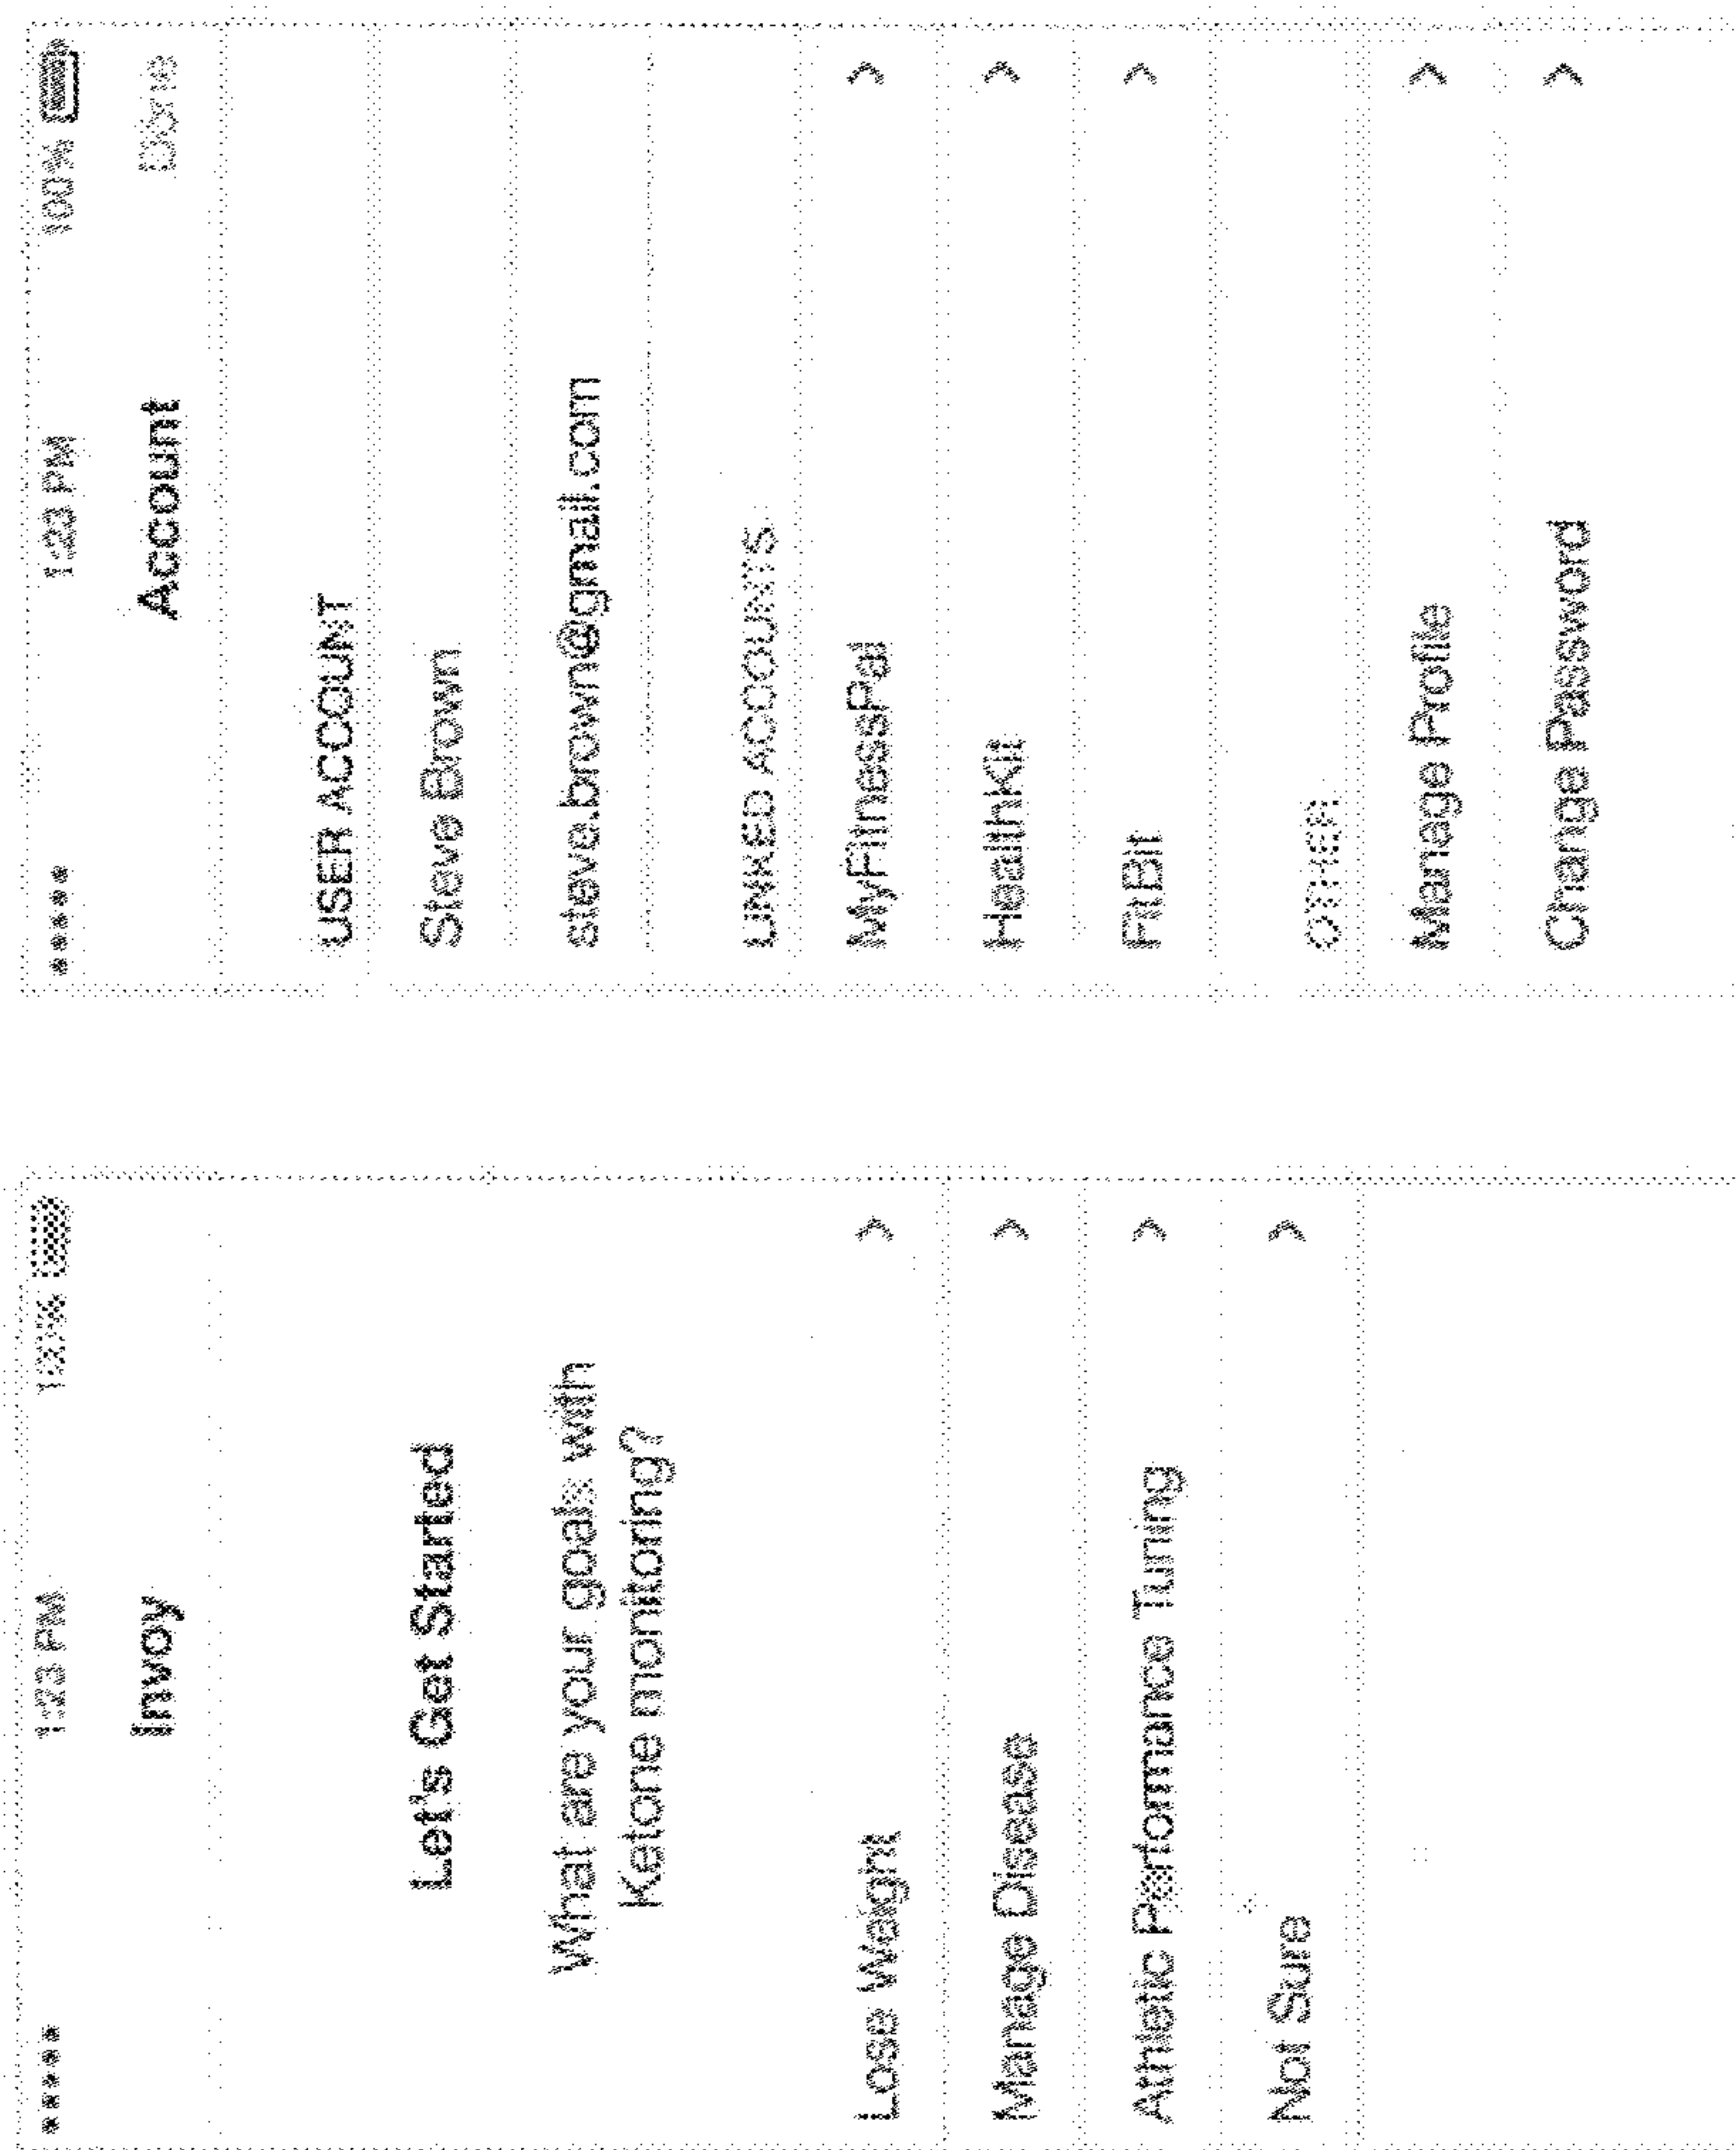 1:23 PM
100%
Invoy
Let's Get Started
What are your goals with
Ketone monitoring?
Lose Weight
Manage Disease
Athletic Performance Tuning
Not Sure
1:23 PM
100%
Account
Done
USER ACCOUNT
Steve Brown
steve.brown@gmail.com
LINKED ACCOUNTS
MyFitnessPal
HealthKit
FitBit
OTHER
Manage Profile
Change Password